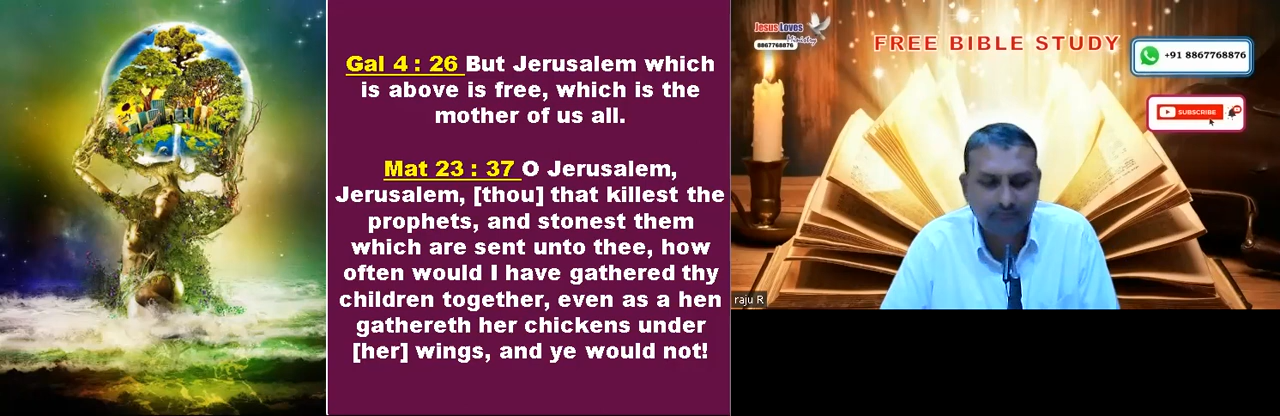 Gal 4 : 26 But Jerusalem which
is above is free, which is the
mother of us all.
Mat 23 : 37 O Jerusalem,
Jerusalem, [thou] that killest the
prophets, and stonest them
which are sent unto thee, how
often would I have gathered thy
children together, even as a hen
gathereth her chickens under
[her] wings, and ye would not!
Jesus Loves
Ministry
8867768876
FREE BIBLE STUDY
+91 8867768876
SUBSCRIBE
raju R